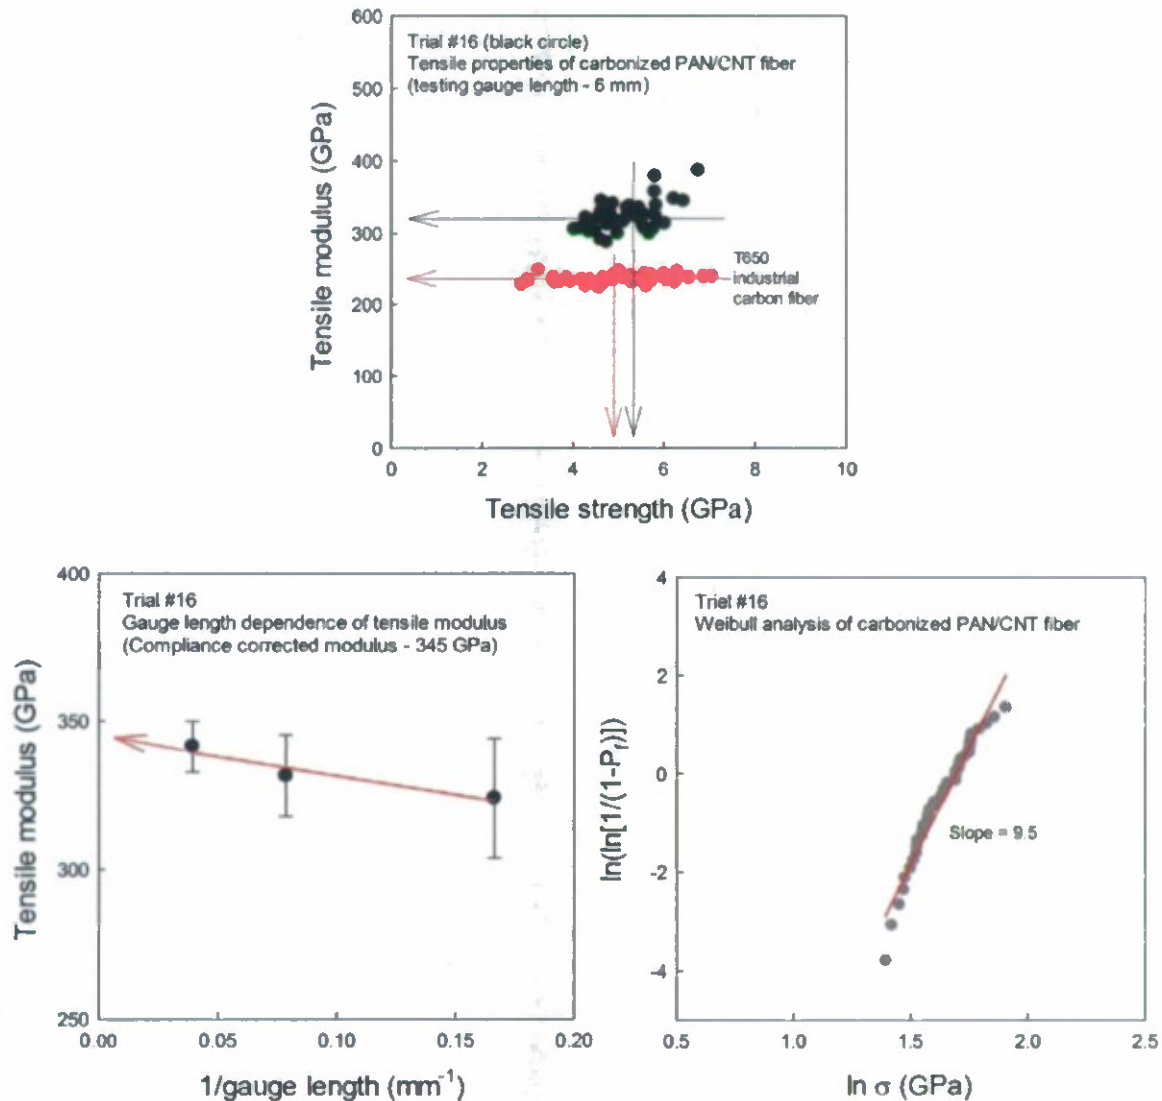 600
Trial #16 (black circle)
Tensile properties of carbonized PAN/CNT fiber
(testing gauge length - 6 mm)
500
400
300
200
100
0
Tensile modulus (GPa)
T650
industrial
carbon fiber
0 2 4 6 8 10
Tensile strength (GPa)
400
Trial #16
Gauge length dependence of tensile modulus
(Compliance corrected modulus - 345 GPa)
350
300
250
Tensile modulus (GPa)
0.00 0.05 0.10 0.15 0.20
1/gauge length (mm⁻¹)
4
Triet #16
Weibull analysis of carbonized PAN/CNT fiber
2
0
-2
-4
ln(ln[1/(1-Pf)])
Slope = 9.5
0.5 1.0 1.5 2.0 2.5
ln σ (GPa)